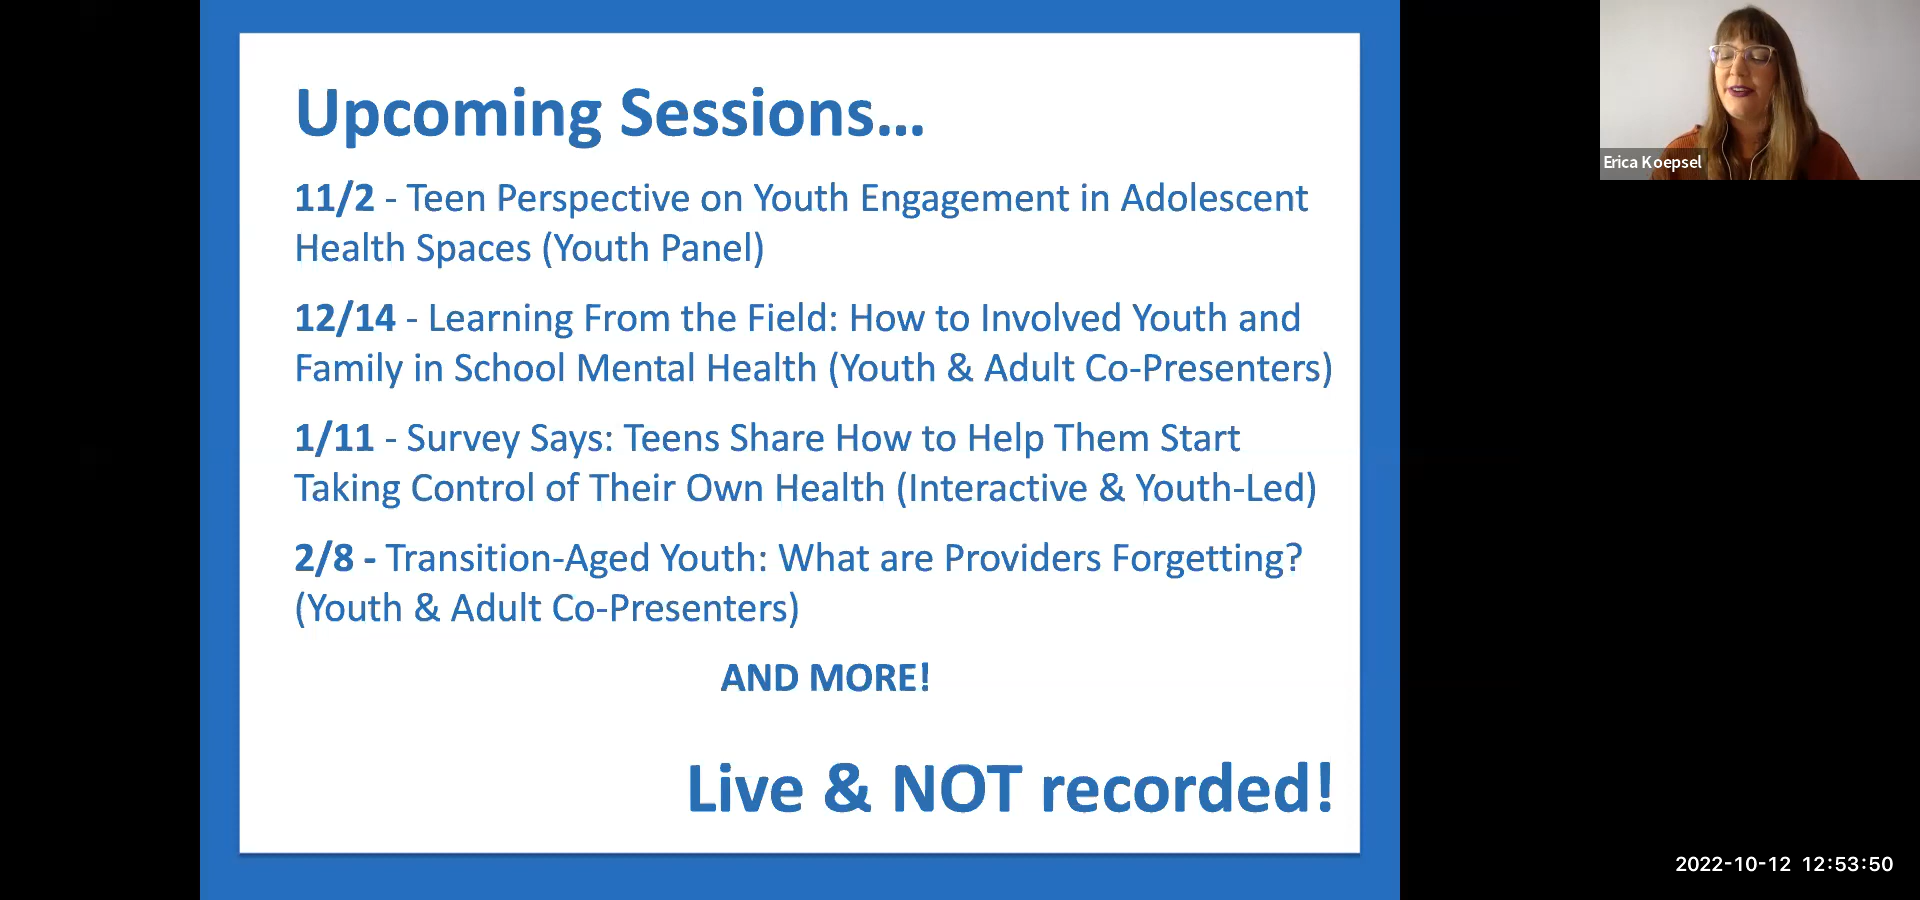 Upcoming Sessions...
11/2 - Teen Perspective on Youth Engagement in Adolescent
Health Spaces (Youth Panel)
12/14 - Learning From the Field: How to Involved Youth and
Family in School Mental Health (Youth & Adult Co-Presenters)
1/11 - Survey Says: Teens Share How to Help Them Start
Taking Control of Their Own Health (Interactive & Youth-Led)
2/8 - Transition-Aged Youth: What are Providers Forgetting?
(Youth & Adult Co-Presenters)
AND MORE!
Live & NOT recorded!
Erica Koepsel
2022-10-12 12:53:50